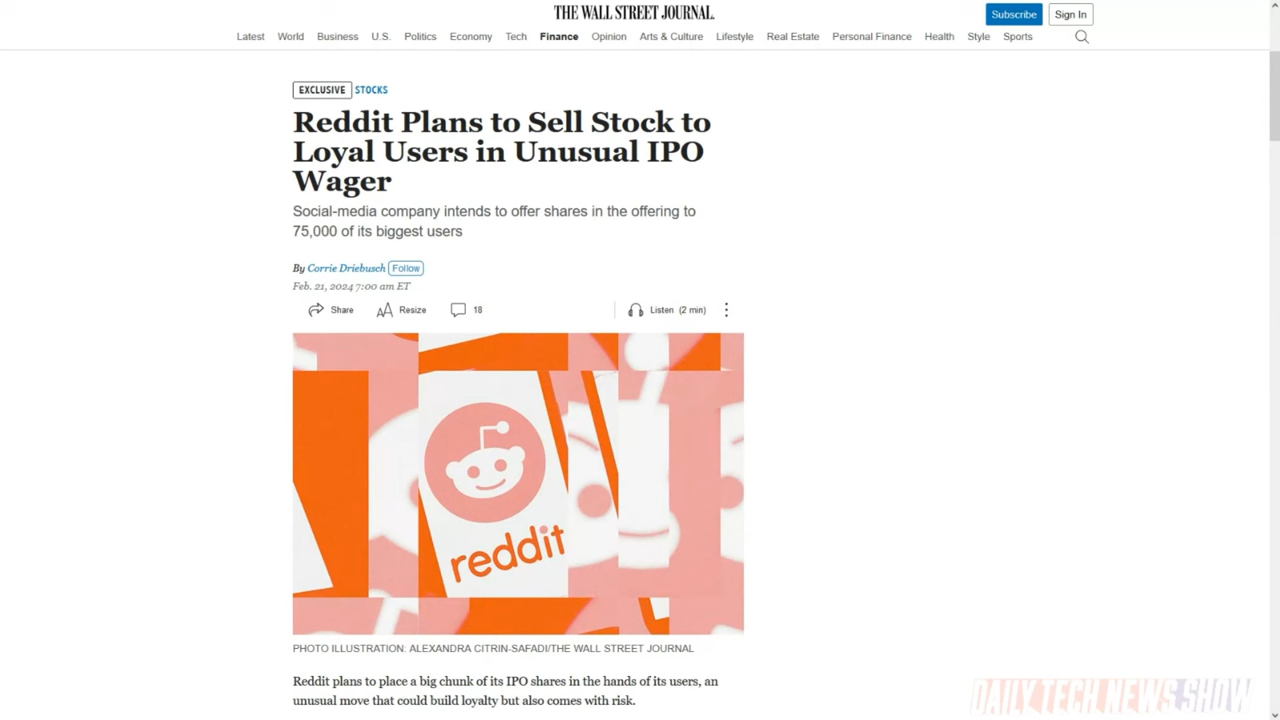 THE WALL STREET JOURNAL.
Subscribe
Sign In
Latest World Business U.S. Politics Economy Tech Finance Opinion Arts & Culture Lifestyle Real Estate Personal Finance Health Style Sports
EXCLUSIVE STOCKS
Reddit Plans to Sell Stock to
Loyal Users in Unusual IPO
Wager
Social-media company intends to offer shares in the offering to
75,000 of its biggest users
By Corrie Driebusch Follow
Feb. 21, 2024 7:00 am ET
Share Resize 18 Listen (2 min)
reddit
PHOTO ILLUSTRATION: ALEXANDRA CITRIN-SAFADI/THE WALL STREET JOURNAL
Reddit plans to place a big chunk of its IPO shares in the hands of its users, an
unusual move that could build loyalty but also comes with risk.
DAILY TECH NEWS SHOW